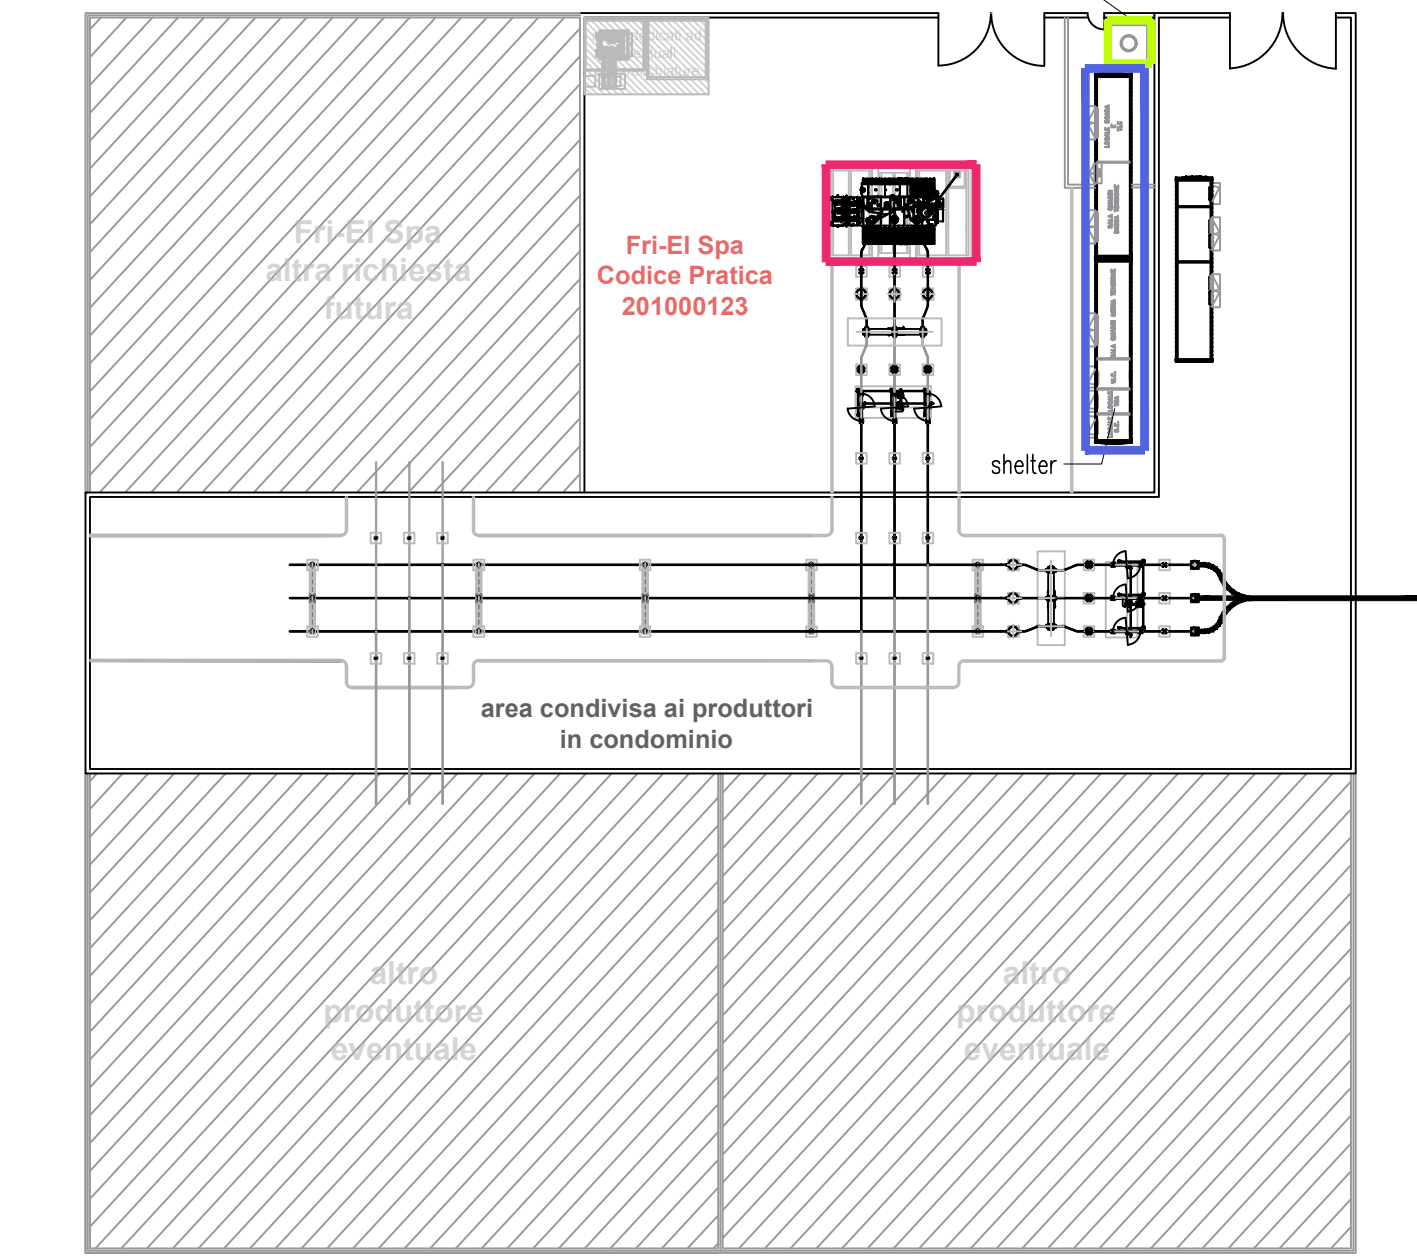 Fri-El Spa
altra richiesta
futura
Fri-El Spa
Codice Pratica
201000123
shelter
area condivisa ai produttori
in condominio
altro
produttore
eventuale
altro
produttore
eventuale